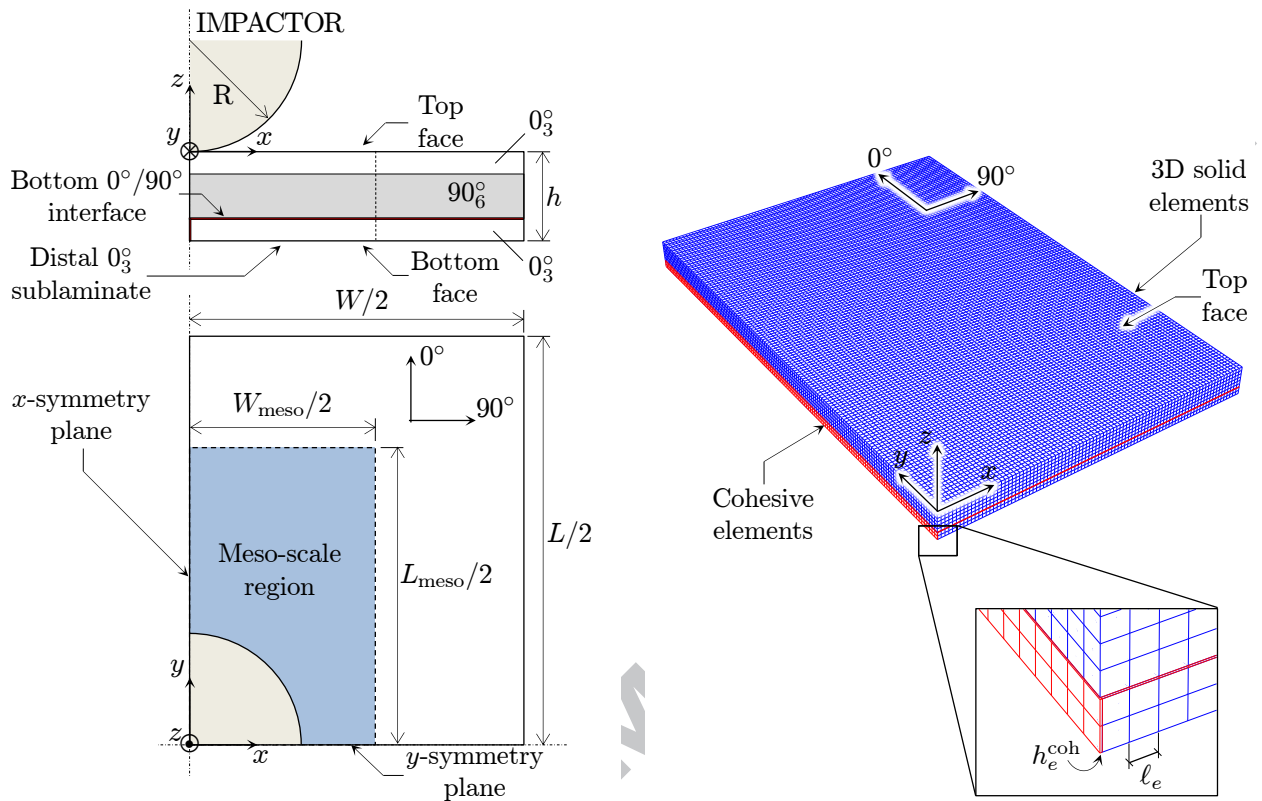 IMPACTOR
z
R
y
x
Top
face
0°₃
Bottom 0°/90°
interface
90°₆
h
Distal 0°₃
sublaminate
Bottom
face
0°₃
W/2
0°
90°
x-symmetry
plane
W_meso/2
Meso-scale
region
L_meso/2
L/2
y
z
x
y-symmetry
plane
0°
90°
3D solid
elements
Top
face
z
y
x
Cohesive
elements
h_e^coh
ℓ_e